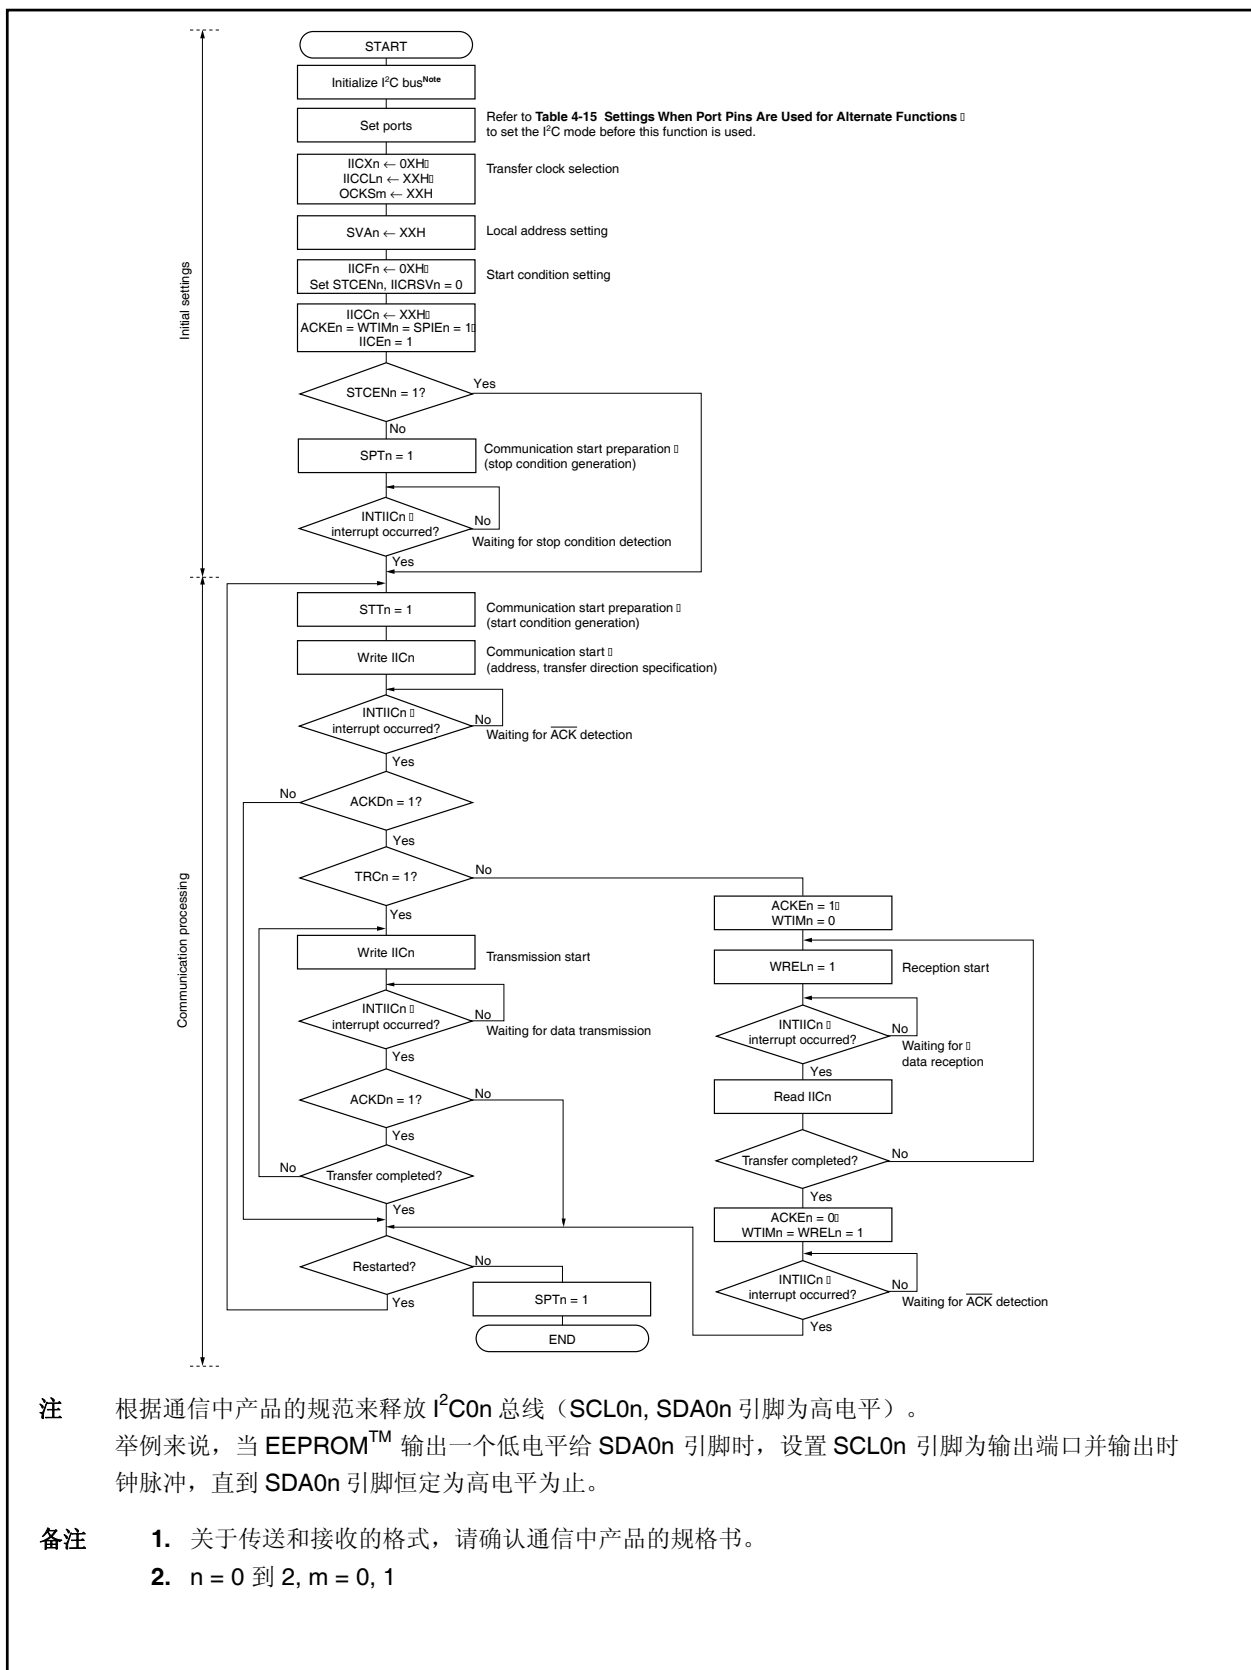 START
Initialize I²C bus Note
Set ports
Refer to Table 4-15 Settings When Port Pins Are Used for Alternate Functions
to set the I²C mode before this function is used.
IICXn ← 0XH
IICCLn ← XXH
OCKSm ← XXH
Transfer clock selection
SVAn ← XXH
Local address setting
IICFn ← 0XH
Set STCENn, IICRSVn = 0
Start condition setting
IICCn ← XXH
ACKEn = WTIMn = SPIEn = 1
IICEn = 1
Initial settings
STCENn = 1?
Yes
No
SPTn = 1
Communication start preparation
(stop condition generation)
INTIICn
interrupt occurred?
No
Waiting for stop condition detection
Yes
STTn = 1
Communication start preparation
(start condition generation)
Write IICn
Communication start
(address, transfer direction specification)
INTIICn
interrupt occurred?
No
Waiting for ACK detection
Yes
No
ACKDn = 1?
Yes
TRCn = 1?
No
Yes
Communication processing
Write IICn
Transmission start
INTIICn
interrupt occurred?
No
Waiting for data transmission
Yes
ACKDn = 1?
No
Yes
No
Transfer completed?
Yes
Restarted?
No
Yes
SPTn = 1
END
ACKEn = 1
WTIMn = 0
WRELn = 1
Reception start
INTIICn
interrupt occurred?
No
Waiting for
data reception
Yes
Read IICn
Transfer completed?
No
Yes
ACKEn = 0
WTIMn = WRELn = 1
INTIICn
interrupt occurred?
No
Waiting for ACK detection
Yes
注 根据通信中产品的规范来释放 I²C0n 总线（SCL0n, SDA0n 引脚为高电平）。
举例来说，当 EEPROM™ 输出一个低电平给 SDA0n 引脚时，设置 SCL0n 引脚为输出端口并输出时
钟脉冲，直到 SDA0n 引脚恒定为高电平为止。
备注 1. 关于传送和接收的格式，请确认通信中产品的规格书。
2. n = 0 到 2, m = 0, 1